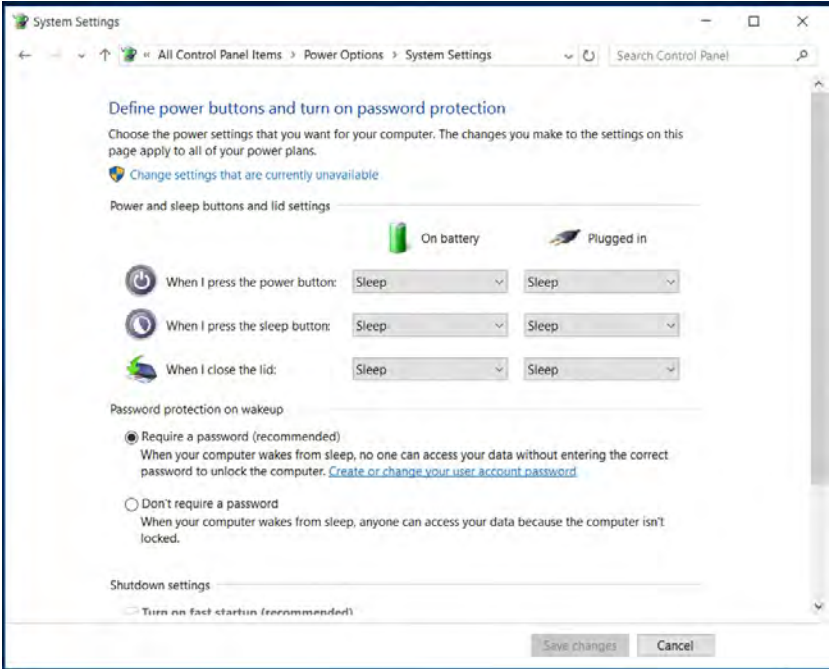 System Settings
« All Control Panel Items > Power Options > System Settings
Search Control Panel
Define power buttons and turn on password protection
Choose the power settings that you want for your computer. The changes you make to the settings on this
page apply to all of your power plans.
Change settings that are currently unavailable
Power and sleep buttons and lid settings
On battery Plugged in
When I press the power button: Sleep Sleep
When I press the sleep button: Sleep Sleep
When I close the lid: Sleep Sleep
Password protection on wakeup
Require a password (recommended)
When your computer wakes from sleep, no one can access your data without entering the correct
password to unlock the computer. Create or change your user account password
Don't require a password
When your computer wakes from sleep, anyone can access your data because the computer isn't
locked.
Shutdown settings
Turn on fast startup (recommended)
Save changes Cancel